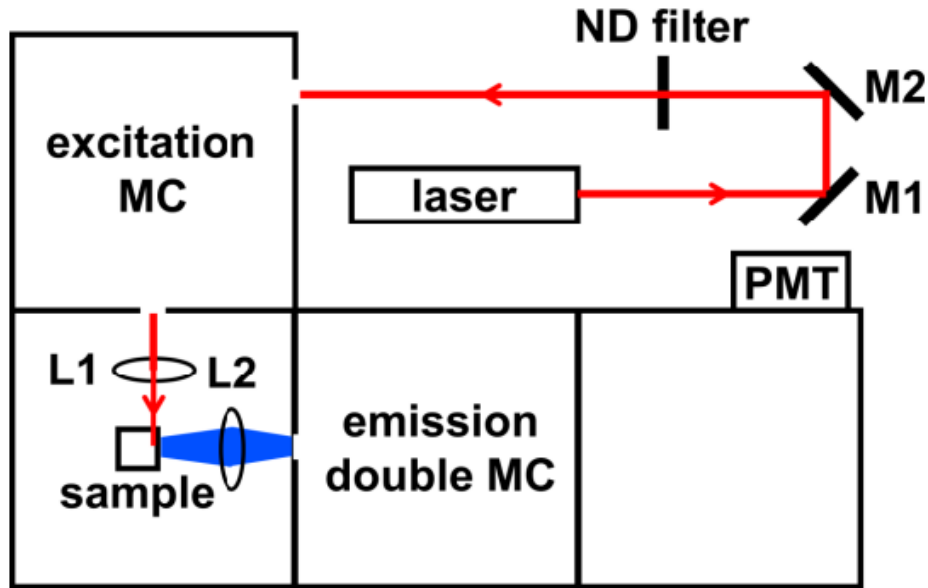 ND filter
M2
excitation
MC
laser
M1
PMT
L1
L2
emission
double MC
sample